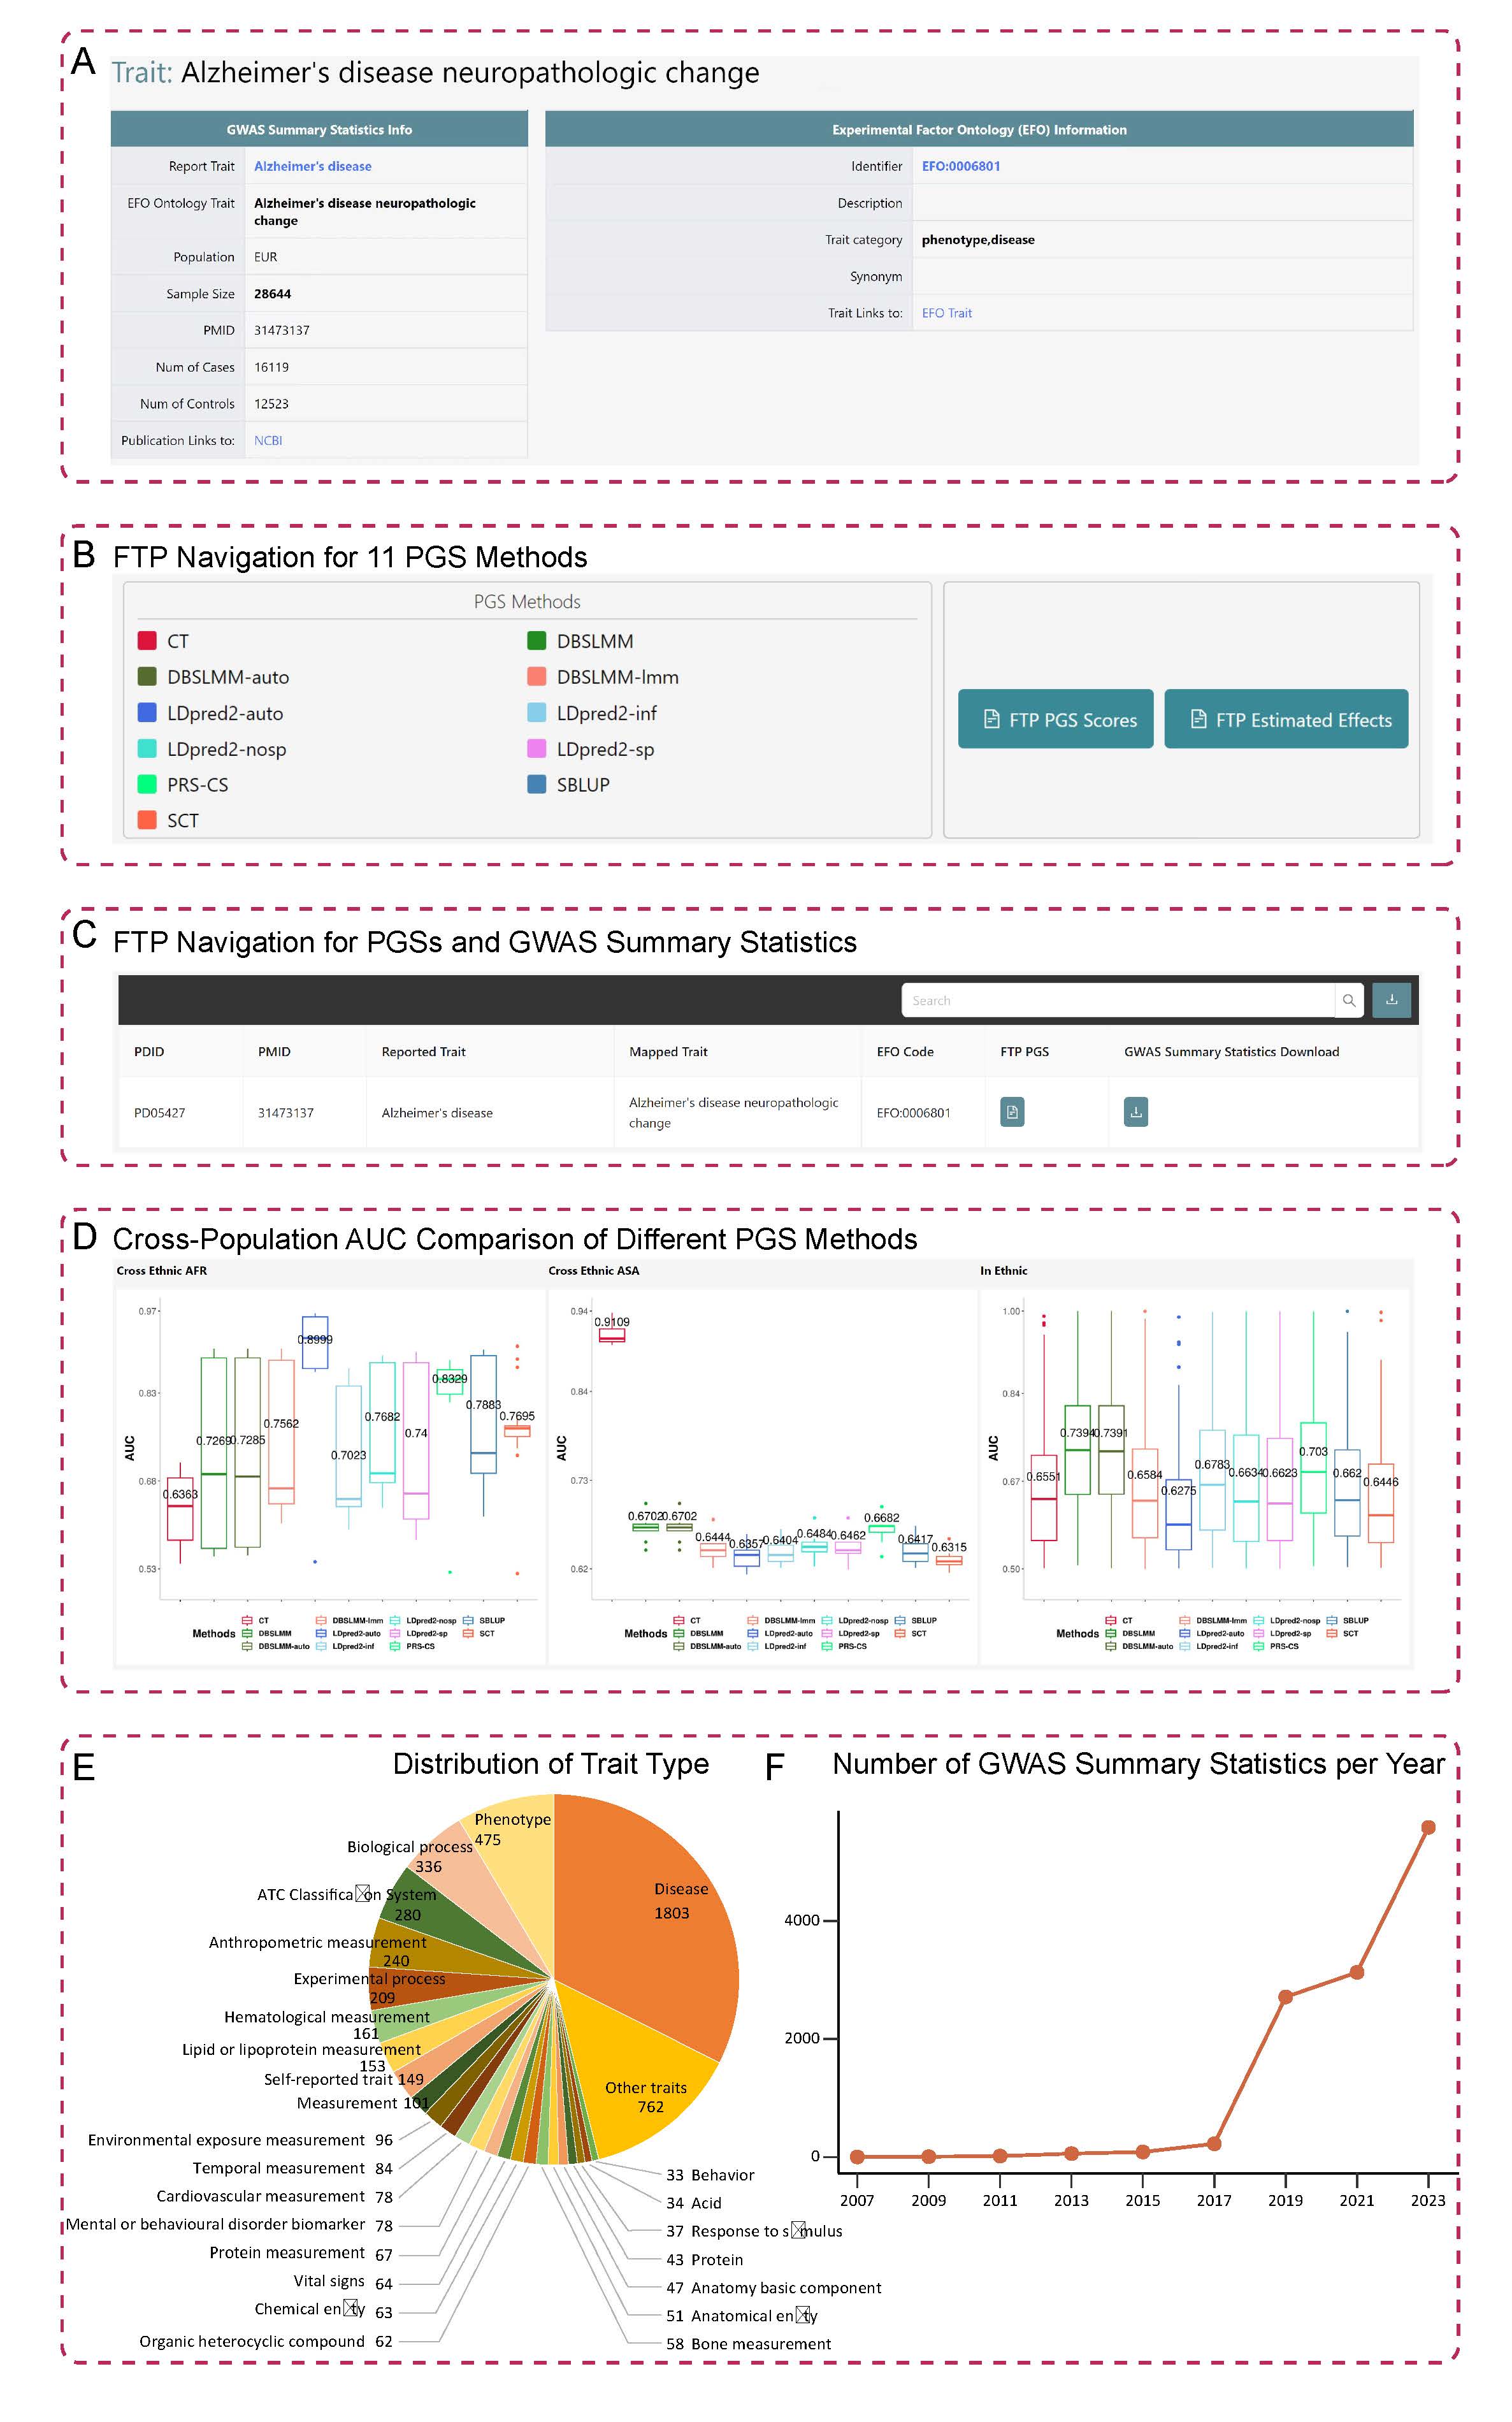 A
Trait: Alzheimer's disease neuropathologic change
GWAS Summary Statistics Info
Report Trait Alzheimer's disease
EFO Ontology Trait Alzheimer's disease neuropathologic
change
Population EUR
Sample Size 28644
PMID 31473137
Num of Cases 16119
Num of Controls 12523
Publication Links to: NCBI
Experimental Factor Ontology (EFO) Information
Identifier EFO:0006801
Description
Trait category phenotype,disease
Synonym
Trait Links to: EFO Trait
B FTP Navigation for 11 PGS Methods
PGS Methods
CT DBSLMM
DBSLMM-auto DBSLMM-lmm
LDpred2-auto LDpred2-inf
LDpred2-nosp LDpred2-sp
PRS-CS SBLUP
SCT
FTP PGS Scores FTP Estimated Effects
C FTP Navigation for PGSs and GWAS Summary Statistics
Search
PDID PMID Reported Trait Mapped Trait EFO Code FTP PGS GWAS Summary Statistics Download
PD05427 31473137 Alzheimer's disease Alzheimer's disease neuropathologic change EFO:0006801
D Cross-Population AUC Comparison of Different PGS Methods
Cross Ethnic AFR
AUC
0.97
0.83
0.68
0.53
0.6363 0.7269 0.7285 0.7562 0.8999 0.7023 0.7682 0.74 0.8329 0.7883 0.7695
Methods
CT DBSLMM-lmm LDpred2-nosp SBLUP
DBSLMM LDpred2-auto LDpred2-sp SCT
DBSLMM-auto LDpred2-inf PRS-CS
Cross Ethnic ASA
AUC
0.94
0.84
0.73
0.62
0.9109 0.6702 0.6702 0.6444 0.6357 0.6404 0.6484 0.6462 0.6682 0.6417 0.6315
Methods
CT DBSLMM-lmm LDpred2-nosp SBLUP
DBSLMM LDpred2-auto LDpred2-sp SCT
DBSLMM-auto LDpred2-inf PRS-CS
In Ethnic
AUC
1.00
0.84
0.67
0.50
0.6551 0.7394 0.7391 0.6584 0.6275 0.6783 0.6634 0.6623 0.703 0.662 0.6446
Methods
CT DBSLMM-lmm LDpred2-nosp SBLUP
DBSLMM LDpred2-auto LDpred2-sp SCT
DBSLMM-auto LDpred2-inf PRS-CS
E Distribution of Trait Type
Phenotype
475
Biological process
336
ATC Classifica☒on System
280
Anthropometric measurement
240
Experimental process
209
Hematological measurement
161
Lipid or lipoprotein measurement
153
Self-reported trait 149
Measurement 101
Environmental exposure measurement 96
Temporal measurement 84
Cardiovascular measurement 78
Mental or behavioural disorder biomarker 78
Protein measurement 67
Vital signs 64
Chemical en☒ty 63
Organic heterocyclic compound 62
Disease
1803
Other traits
762
33 Behavior
34 Acid
37 Response to s☒mulus
43 Protein
47 Anatomy basic component
51 Anatomical en☒ty
58 Bone measurement
F Number of GWAS Summary Statistics per Year
4000
2000
0
2007 2009 2011 2013 2015 2017 2019 2021 2023